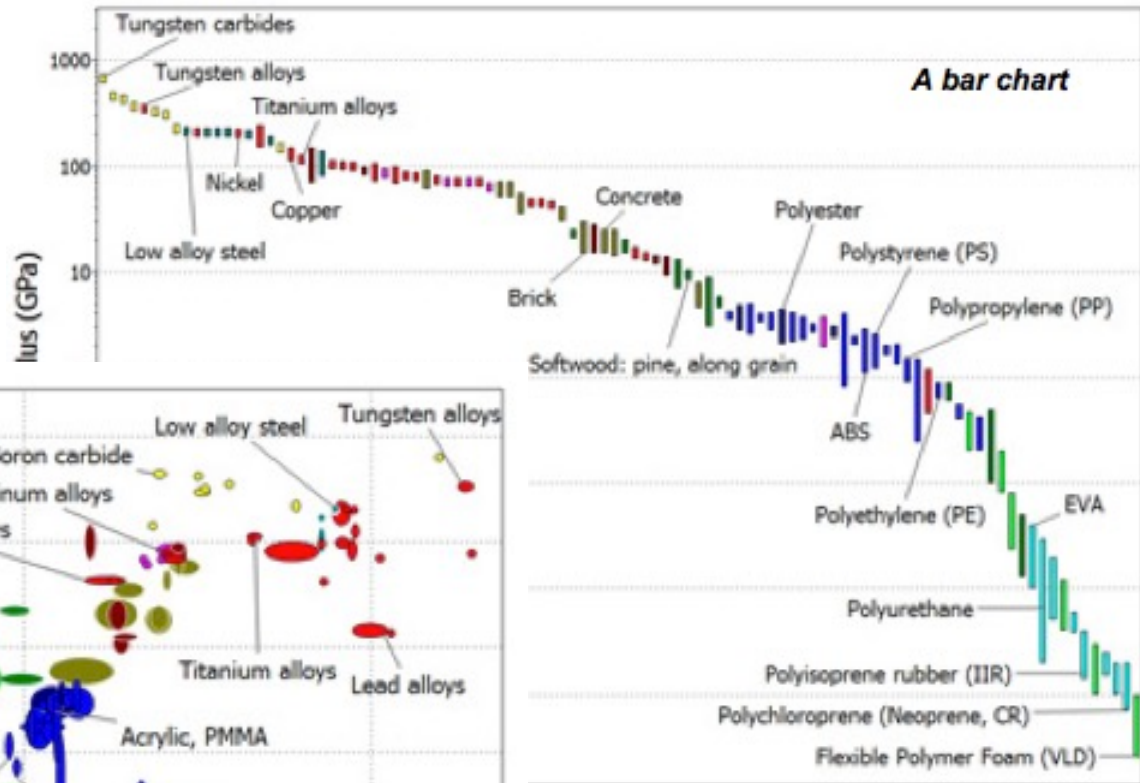 Tungsten carbides
1000
Tungsten alloys
A bar chart
Titanium alloys
100
Nickel
Concrete
Copper
Polyester
Low alloy steel
Polystyrene (PS)
10
Brick
Polypropylene (PP)
lus (GPa)
Softwood: pine, along grain
ABS
Polyethylene (PE)
EVA
Polyurethane
Polyisoprene rubber (IIR)
Polychloroprene (Neoprene, CR)
Flexible Polymer Foam (VLD)
Tungsten alloys
Low alloy steel
oron carbide
num alloys
s
Titanium alloys
Lead alloys
Acrylic, PMMA